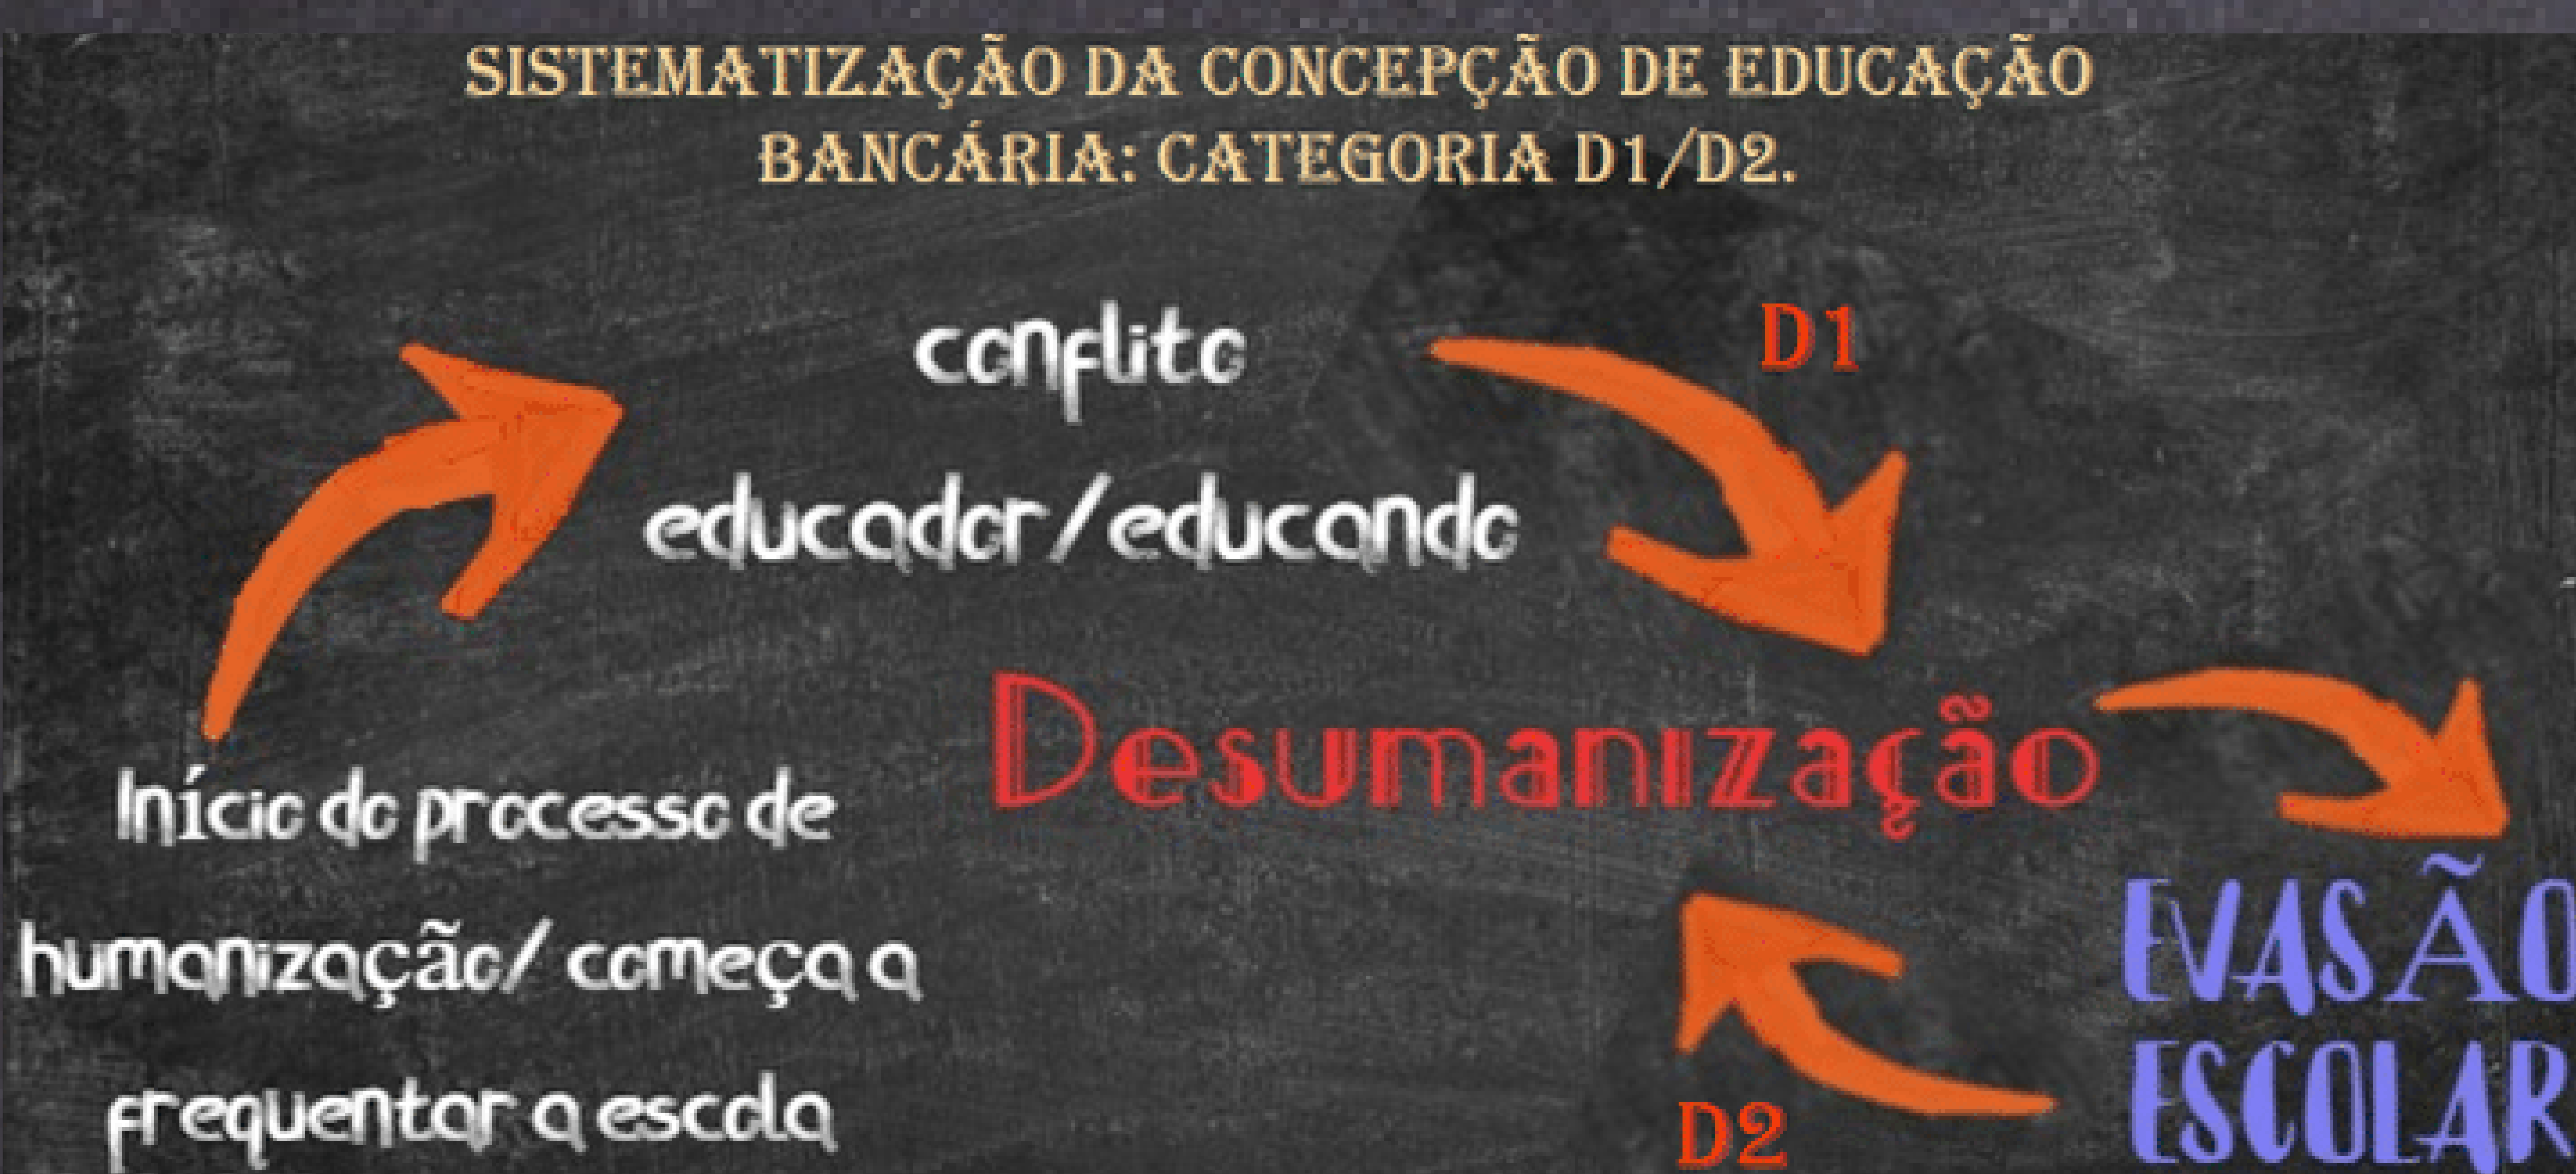 SISTEMATIZAÇÃO DA CONCEPÇÃO DE EDUCAÇÃO
BANCÁRIA: CATEGORIA D1/D2.
conflito
D1
educador/educando
Desumanização
Início do processo de
humanização/ começa a
frequentar a escola
EVASÃO
ESCOLAR
D2